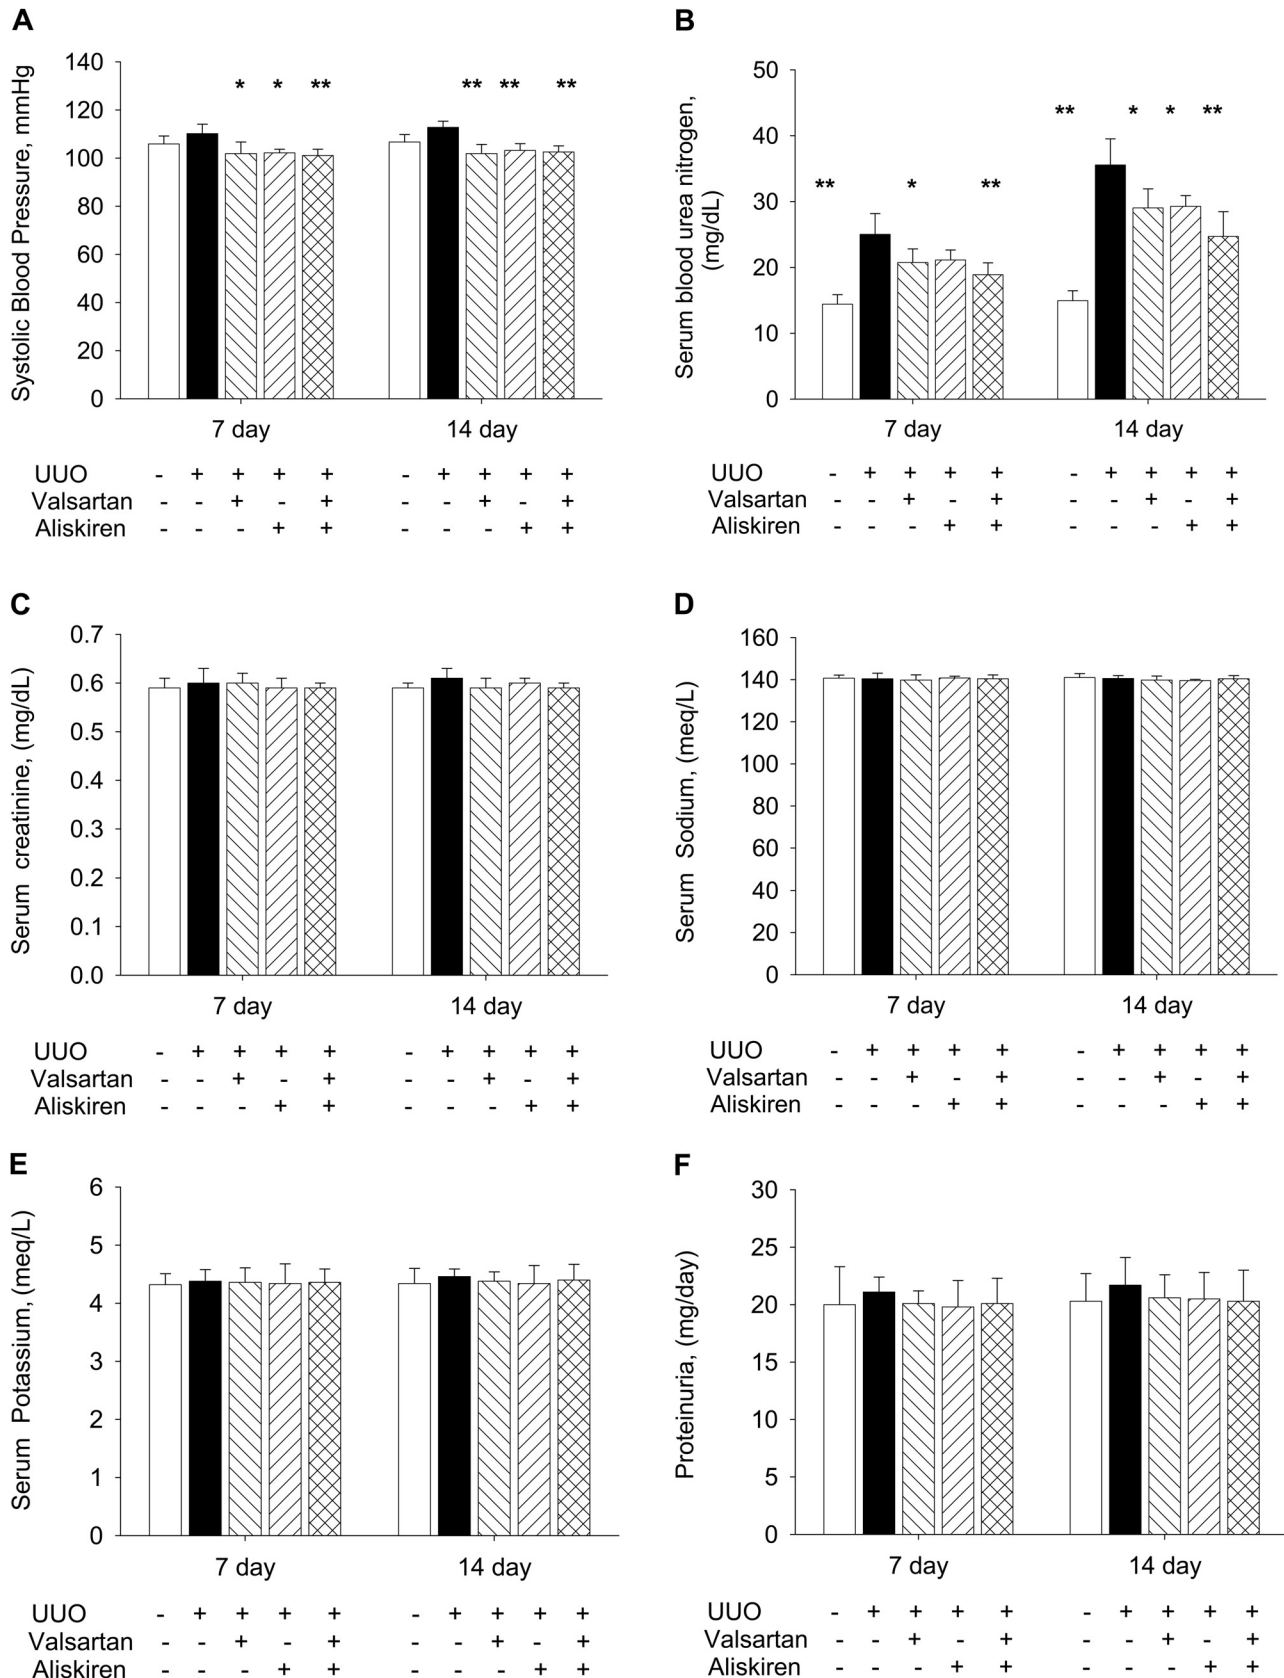 A
Systolic Blood Pressure, mmHg
140
120
100
80
60
40
20
0
* * **
** ** **
7 day 14 day
UUO - + + + + - + + + +
Valsartan - - + - + - - + - +
Aliskiren - - - + + - - - + +
B
Serum blood urea nitrogen,
(mg/dL)
50
40
30
20
10
0
** * **
** * * **
7 day 14 day
UUO - + + + + - + + + +
Valsartan - - + - + - - + - +
Aliskiren - - - + + - - - + +
C
Serum creatinine, (mg/dL)
0.7
0.6
0.5
0.4
0.3
0.2
0.1
0.0
7 day 14 day
UUO - + + + + - + + + +
Valsartan - - + - + - - + - +
Aliskiren - - - + + - - - + +
D
Serum Sodium, (meq/L)
160
140
120
100
80
60
40
20
0
7 day 14 day
UUO - + + + + - + + + +
Valsartan - - + - + - - + - +
Aliskiren - - - + + - - - + +
E
Serum Potassium, (meq/L)
6
5
4
3
2
1
0
7 day 14 day
UUO - + + + + - + + + +
Valsartan - - + - + - - + - +
Aliskiren - - - + + - - - + +
F
Proteinuria, (mg/day)
30
25
20
15
10
5
0
7 day 14 day
UUO - + + + + - + + + +
Valsartan - - + - + - - + - +
Aliskiren - - - + + - - - + +